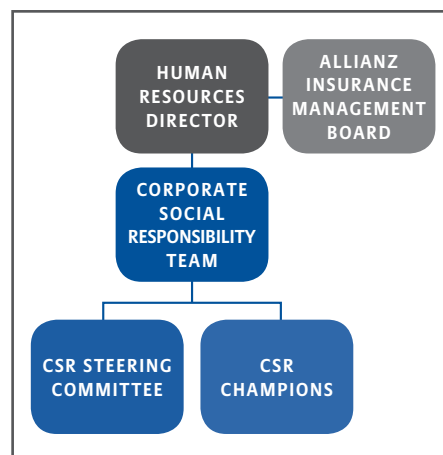 HUMAN
RESOURCES
DIRECTOR
ALLIANZ
INSURANCE
MANAGEMENT
BOARD
CORPORATE
SOCIAL
RESPONSIBILITY
TEAM
CSR STEERING
COMMITTEE
CSR
CHAMPIONS